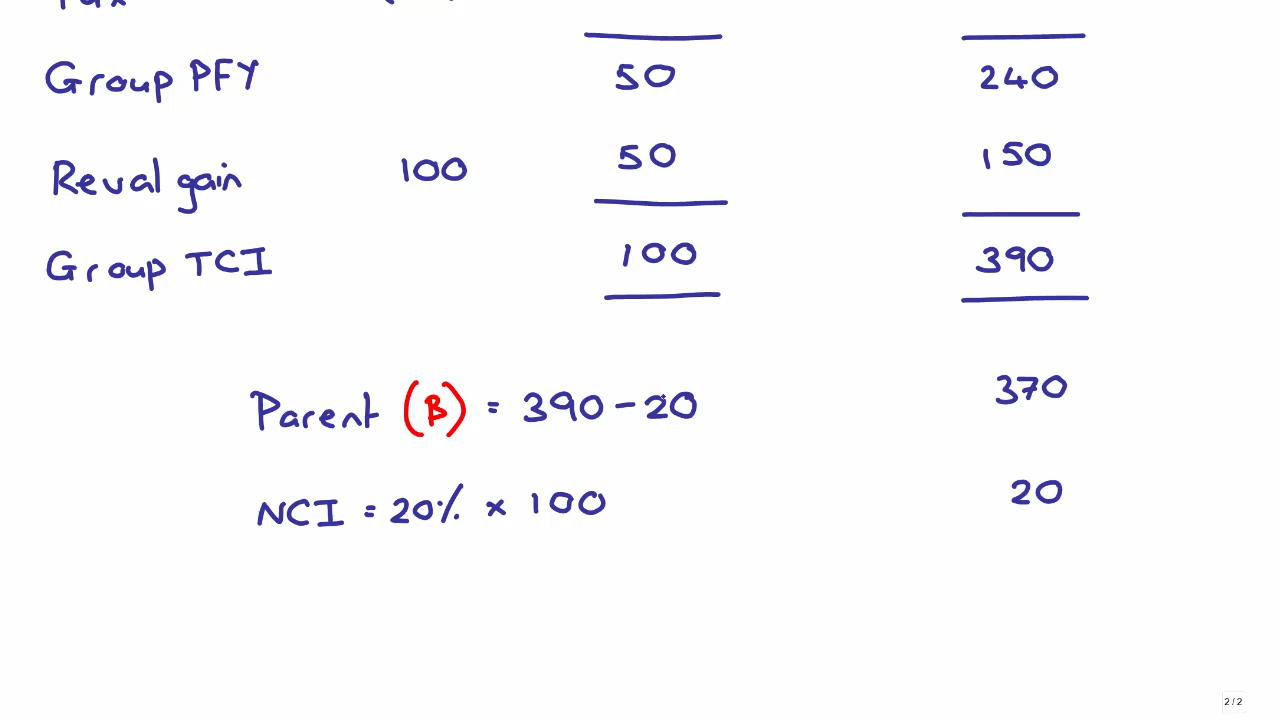 Group PFY 50 240
Reval gain 100 50 150
Group TCI 100 390
Parent (B) = 390 - 20 370
NCI = 20% × 100 20
2 / 2